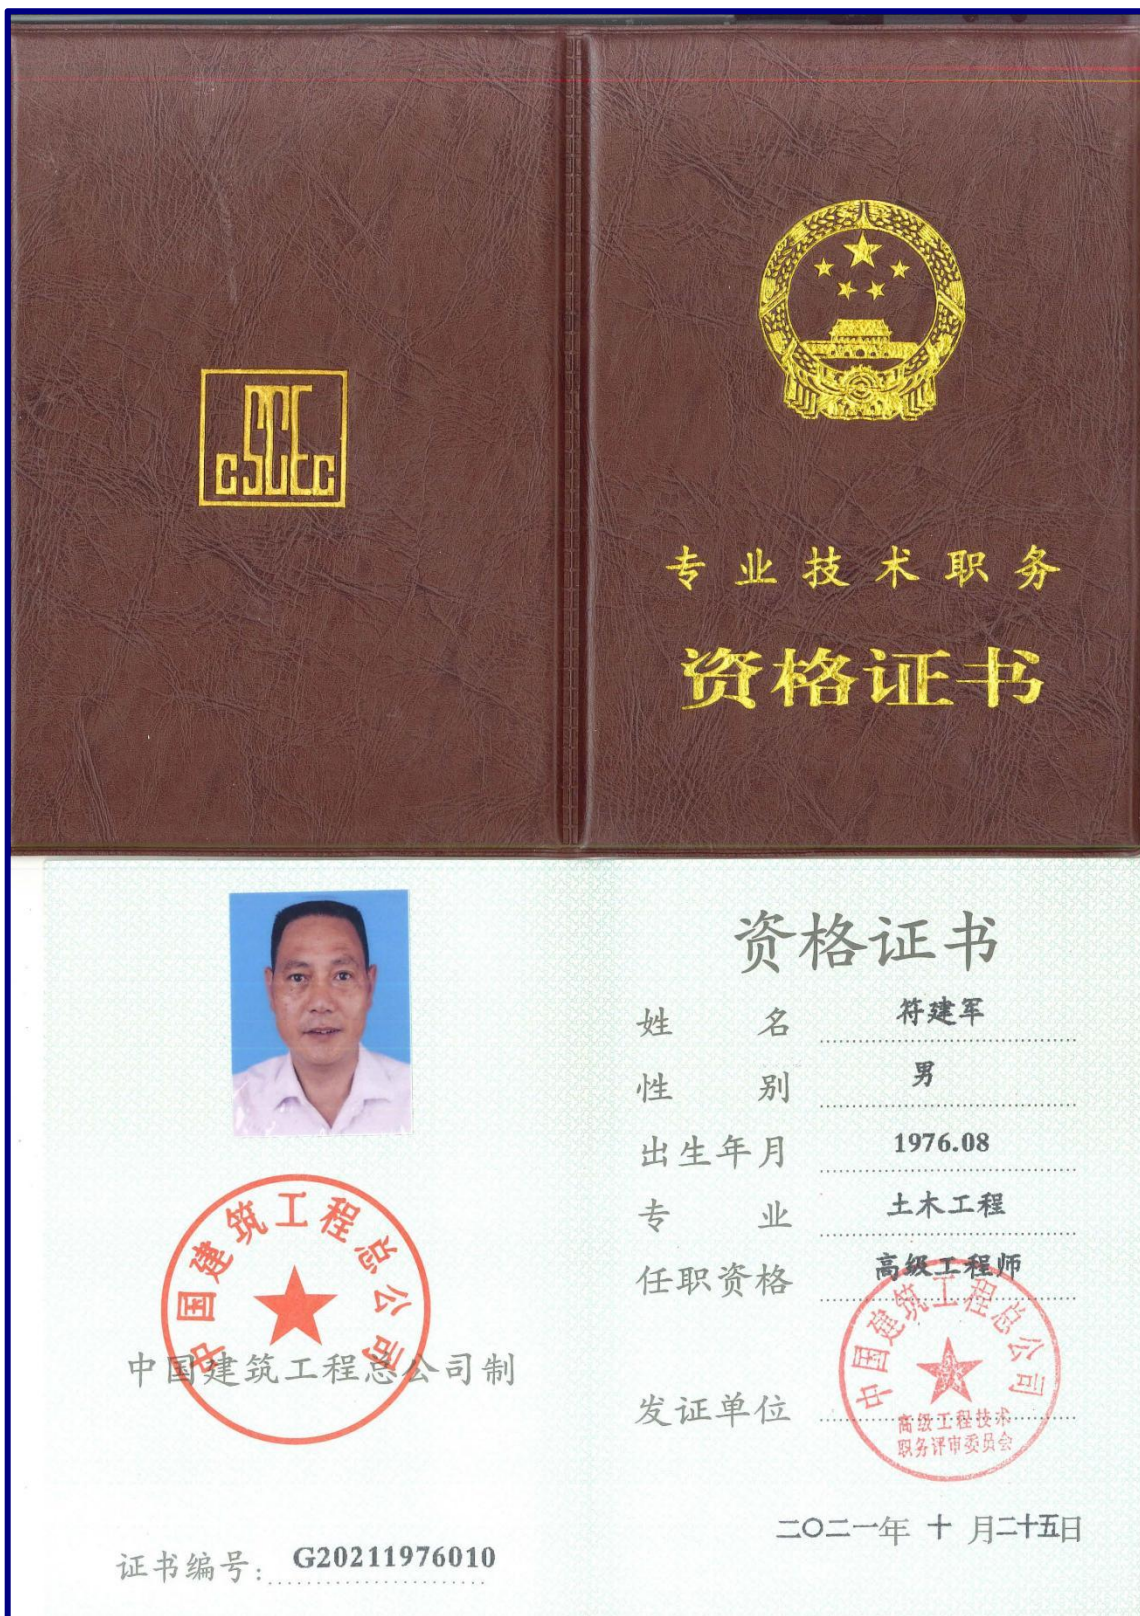 CSCEC
专业技术职务
资格证书
中国建筑工程总公司
中国建筑工程总公司制
证书编号: G20211976010
资格证书
姓 名 符建军
性 别 男
出生年月 1976.08
专 业 土木工程
任职资格 高级工程师
发证单位
中国建筑工程总公司
高级工程技术
职务评审委员会
二〇二一年 十 月二十五日